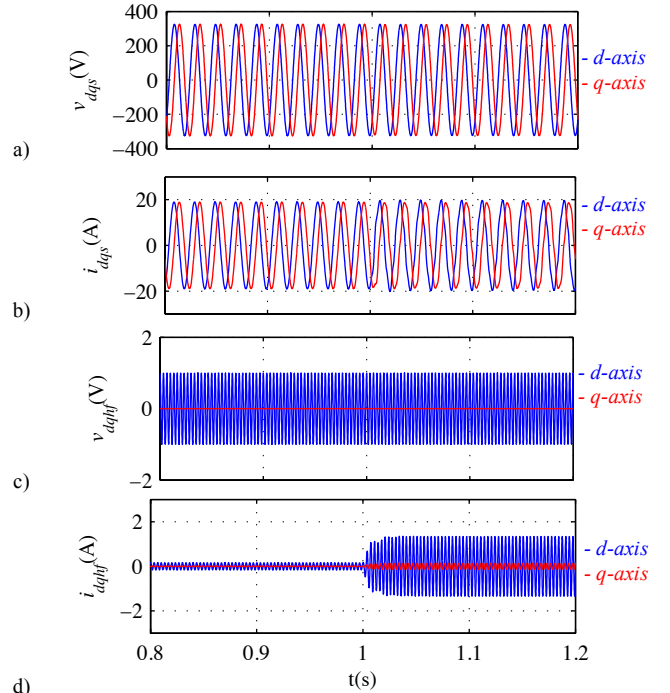 400
200
0
−200
−400
v_dqs(V)
- d-axis
- q-axis
a)
20
0
−20
i_dqs(A)
- d-axis
- q-axis
b)
2
0
−2
v_dqhf(V)
- d-axis
- q-axis
c)
2
0
−2
i_dqhf(A)
- d-axis
- q-axis
0.8 0.9 1 1.1 1.2
t(s)
d)